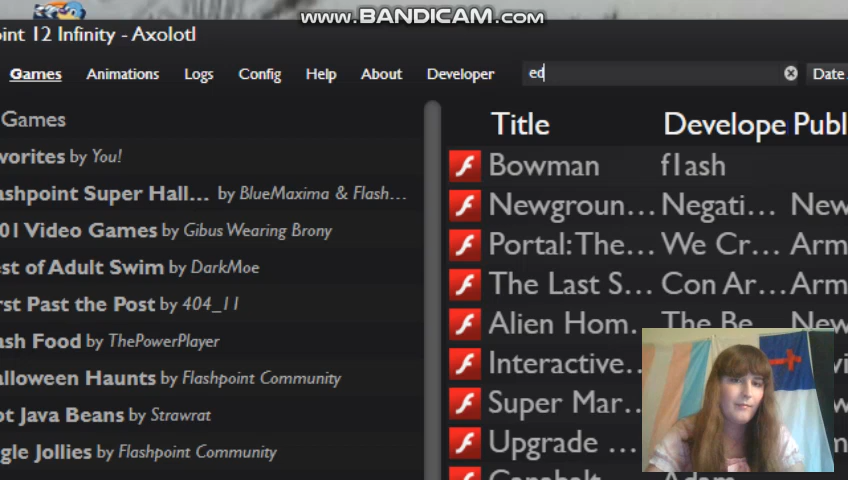 WWW.BANDICAM.COM
int 12 Infinity - Axolotl
Games Animations Logs Config Help About Developer ed Date
Games
vorites by You!
ashpoint Super Hall... by BlueMaxima & Flash...
01 Video Games by Gibus Wearing Brony
est of Adult Swim by DarkMoe
rst Past the Post by 404_11
ash Food by ThePowerPlayer
alloween Haunts by Flashpoint Community
ot Java Beans by Strawrat
gle Jollies by Flashpoint Community
Title Develope Publ
Bowman f1ash
Newgroun... Negati... New
Portal: The... We Cr... Arm
The Last S... Con Ar... Arm
Alien Hom... The Be New
Interactive...
Super Mar...
Upgrade ...